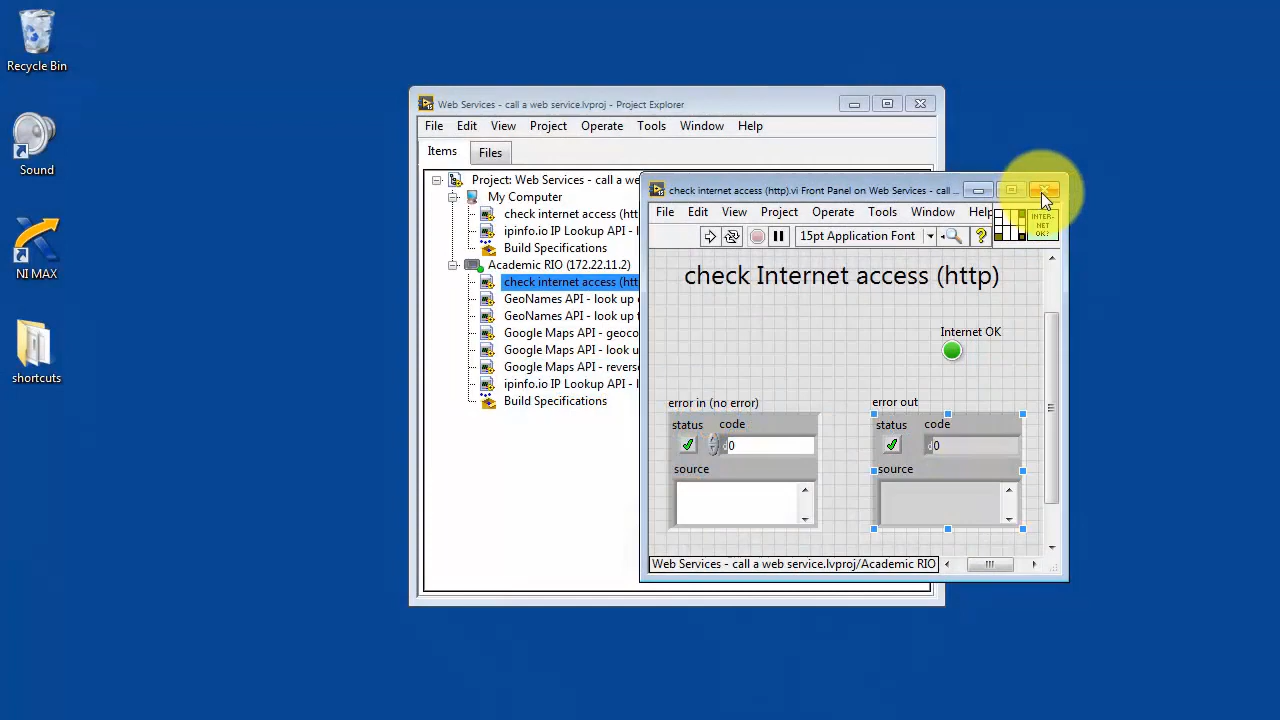 Recycle Bin
Sound
NI MAX
shortcuts
Web Services - call a web service.lvproj - Project Explorer
File Edit View Project Operate Tools Window Help
Items Files
Project: Web Services - call a we
My Computer
check internet access (htt
ipinfo.io IP Lookup API - l
Build Specifications
Academic RIO (172.22.11.2)
check internet access (htt
GeoNames API - look up
GeoNames API - look up t
Google Maps API - geoco
Google Maps API - look u
Google Maps API - reverse
ipinfo.io IP Lookup API - l
Build Specifications
check internet access (http).vi Front Panel on Web Services - call ...
File Edit View Project Operate Tools Window Help
15pt Application Font
INTER-
NET
OK?
check Internet access (http)
Internet OK
error in (no error)
status code
d0
source
error out
status code
d0
source
Web Services - call a web service.lvproj/Academic RIO